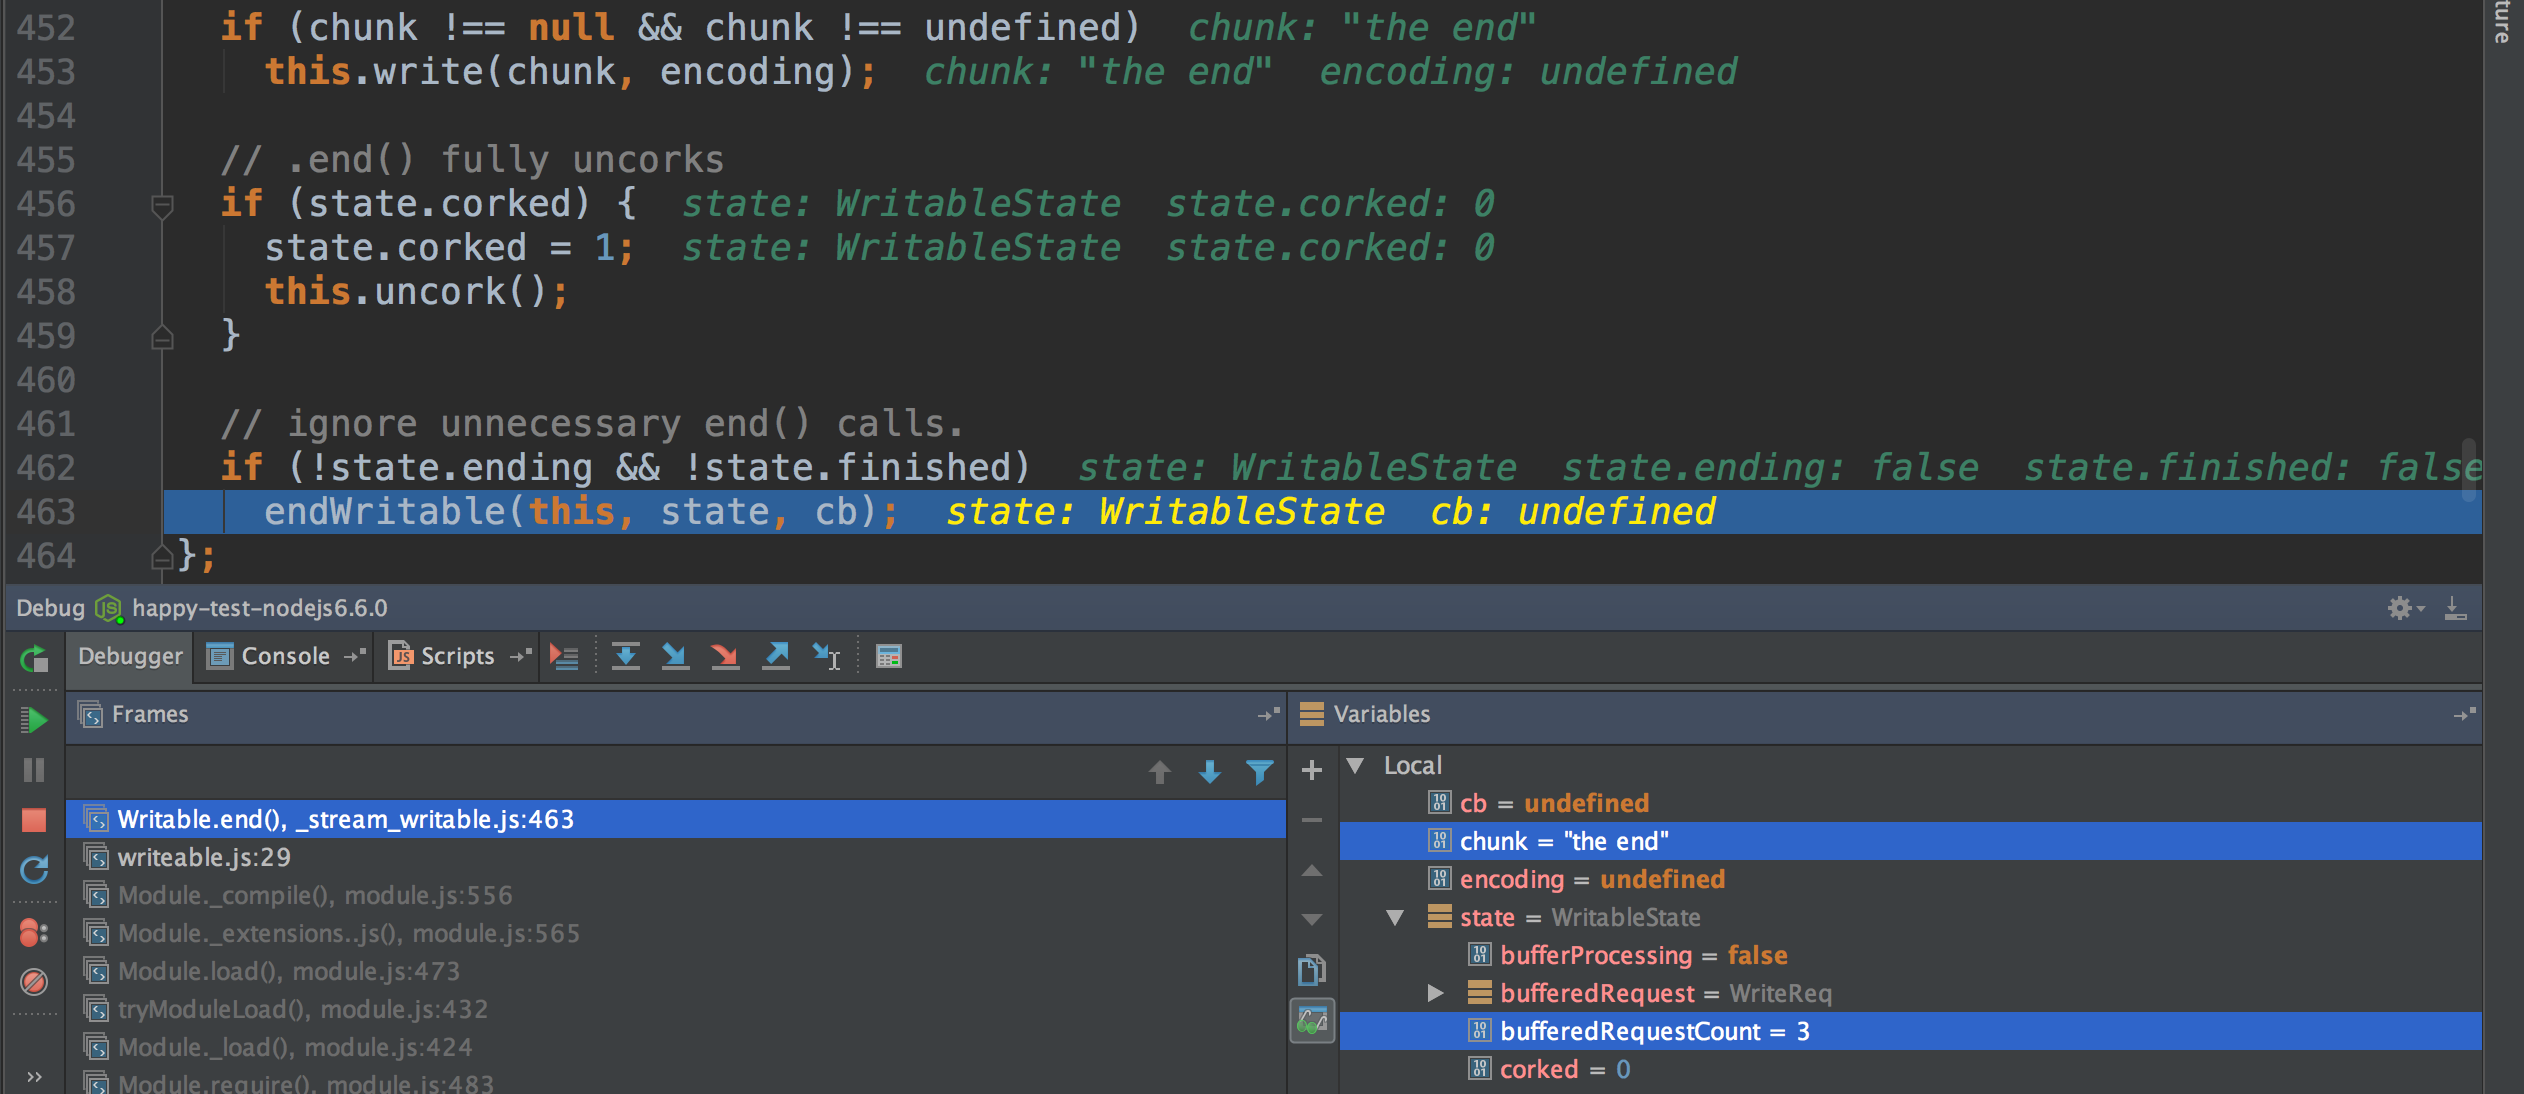 ture
452 if (chunk !== null && chunk !== undefined) chunk: "the end"
453 this.write(chunk, encoding); chunk: "the end" encoding: undefined
454
455 // .end() fully uncorks
456 if (state.corked) { state: WritableState state.corked: 0
457 state.corked = 1; state: WritableState state.corked: 0
458 this.uncork();
459 }
460
461 // ignore unnecessary end() calls.
462 if (!state.ending && !state.finished) state: WritableState state.ending: false state.finished: false
463 endWritable(this, state, cb); state: WritableState cb: undefined
464 };
Debug JS happy-test-nodejs6.6.0
Debugger Console JS Scripts
Frames
Writable.end(), _stream_writable.js:463
writeable.js:29
Module._compile(), module.js:556
Module._extensions..js(), module.js:565
Module.load(), module.js:473
tryModuleLoad(), module.js:432
Module._load(), module.js:424
Module.require(), module.js:483
Variables
Local
cb = undefined
chunk = "the end"
encoding = undefined
state = WritableState
bufferProcessing = false
bufferedRequest = WriteReq
bufferedRequestCount = 3
corked = 0